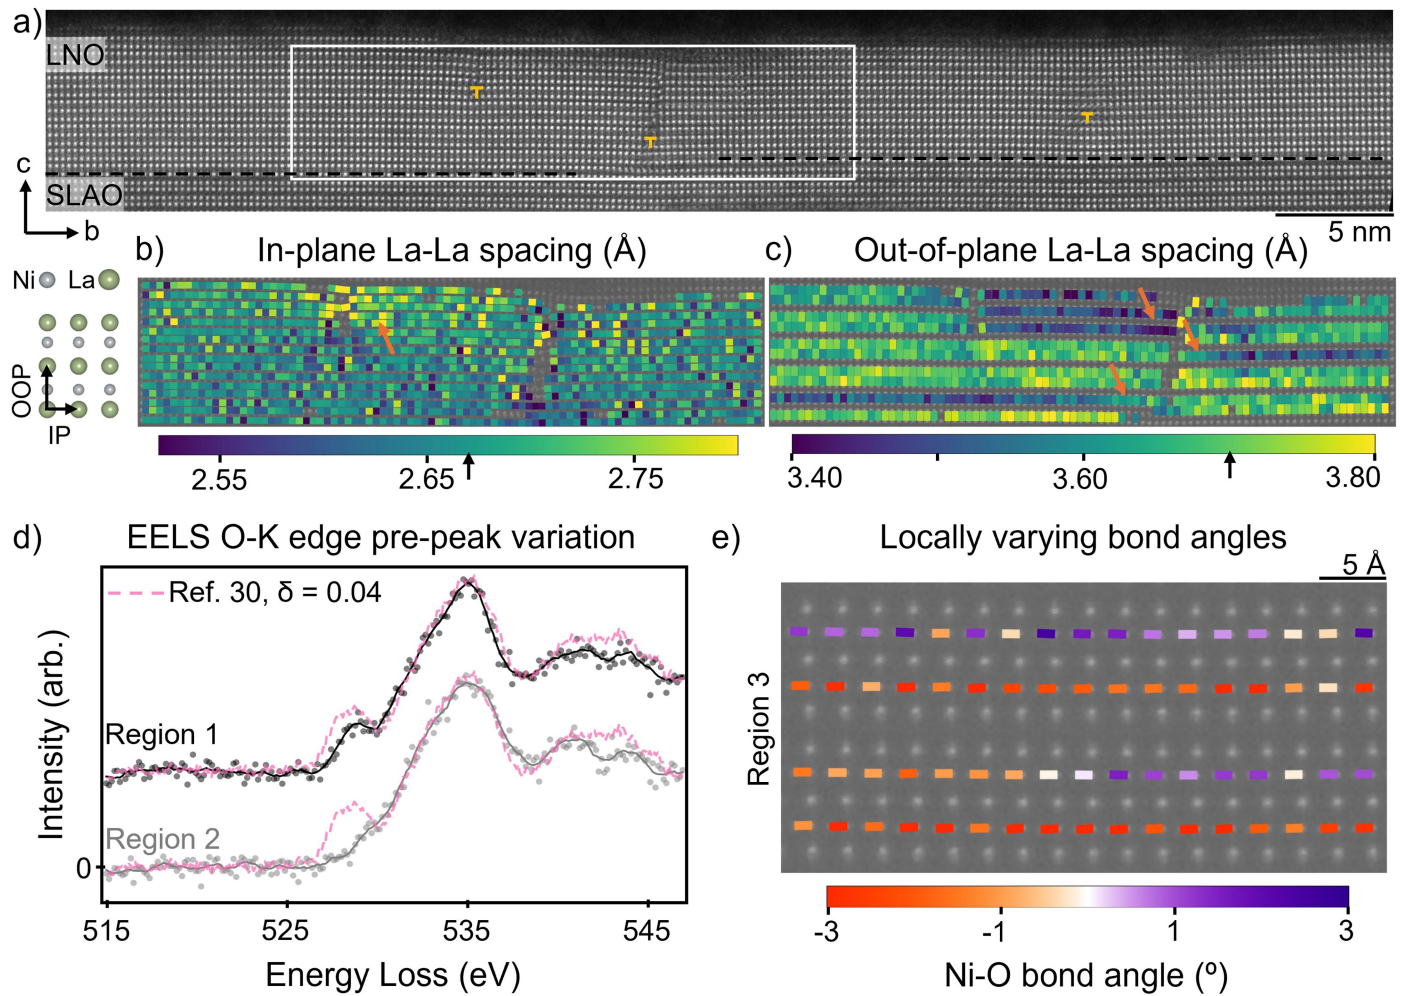 a)
LNO
T
T
T
c
SLAO
b
5 nm
b) In-plane La-La spacing (Å)
c) Out-of-plane La-La spacing (Å)
Ni La
OOP
IP
2.55 2.65 2.75
3.40 3.60 3.80
d) EELS O-K edge pre-peak variation
Ref. 30, δ = 0.04
Region 1
Region 2
0
Intensity (arb.)
515 525 535 545
Energy Loss (eV)
e) Locally varying bond angles
5 Å
Region 3
-3 -1 1 3
Ni-O bond angle (º)